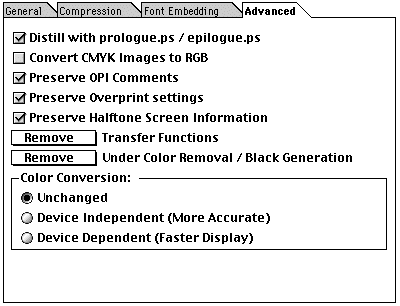 General Compression Font Embedding Advanced
Distill with prologue.ps / epilogue.ps
Convert CMYK Images to RGB
Preserve OPI Comments
Preserve Overprint settings
Preserve Halftone Screen Information
Remove Transfer Functions
Remove Under Color Removal / Black Generation
Color Conversion:
Unchanged
Device Independent (More Accurate)
Device Dependent (Faster Display)